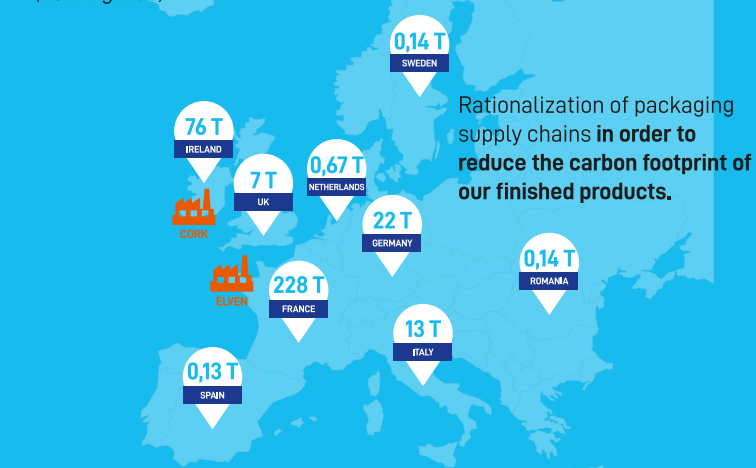 0,14 T
SWEDEN
Rationalization of packaging
supply chains in order to
reduce the carbon footprint of
our finished products.
76 T
IRELAND
0,67 T
NETHERLANDS
7 T
UK
CORK
22 T
GERMANY
0,14 T
ROMANIA
ELVEN
228 T
FRANCE
13 T
ITALY
0,13 T
SPAIN